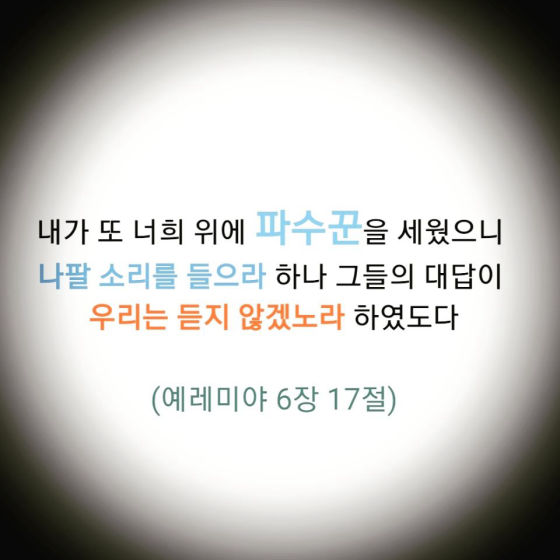 내가 또 너희 위에 파수꾼을 세웠으니
나팔 소리를 들으라 하나 그들의 대답이
우리는 듣지 않겠노라 하였도다
(예레미야 6장 17절)